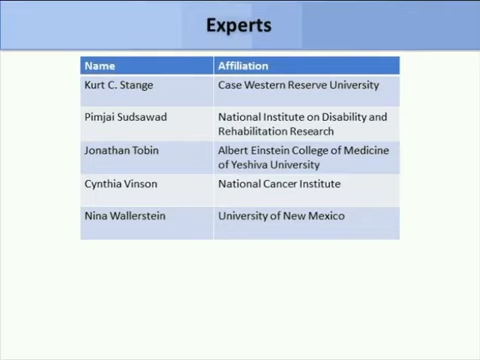 Experts
Name Affiliation
Kurt C. Stange Case Western Reserve University
Pimjai Sudsawad National Institute on Disability and
Rehabilitation Research
Jonathan Tobin Albert Einstein College of Medicine
of Yeshiva University
Cynthia Vinson National Cancer Institute
Nina Wallerstein University of New Mexico